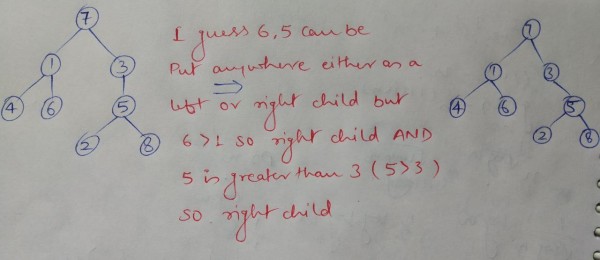 7
1 3
4 6 5
2 8
I guess 6,5 can be
Put anywhere either as a
left or right child but
6 > 1 so right child AND
5 is greater than 3 (5>3)
so right child
7
1 3
4 6 5
2 8